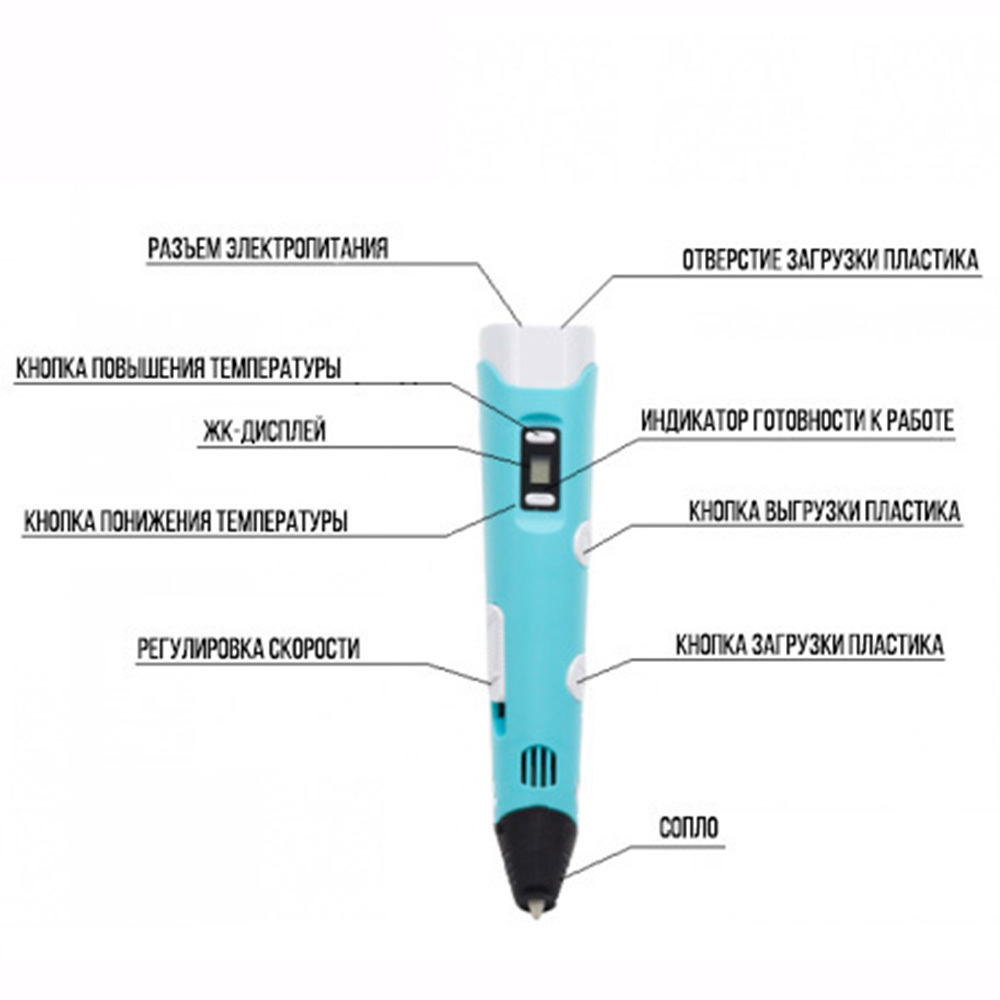 РАЗЪЕМ ЭЛЕКТРОПИТАНИЯ
ОТВЕРСТИЕ ЗАГРУЗКИ ПЛАСТИКА
КНОПКА ПОВЫШЕНИЯ ТЕМПЕРАТУРЫ
ИНДИКАТОР ГОТОВНОСТИ К РАБОТЕ
ЖК-ДИСПЛЕЙ
КНОПКА ВЫГРУЗКИ ПЛАСТИКА
КНОПКА ПОНИЖЕНИЯ ТЕМПЕРАТУРЫ
РЕГУЛИРОВКА СКОРОСТИ
КНОПКА ЗАГРУЗКИ ПЛАСТИКА
СОПЛО